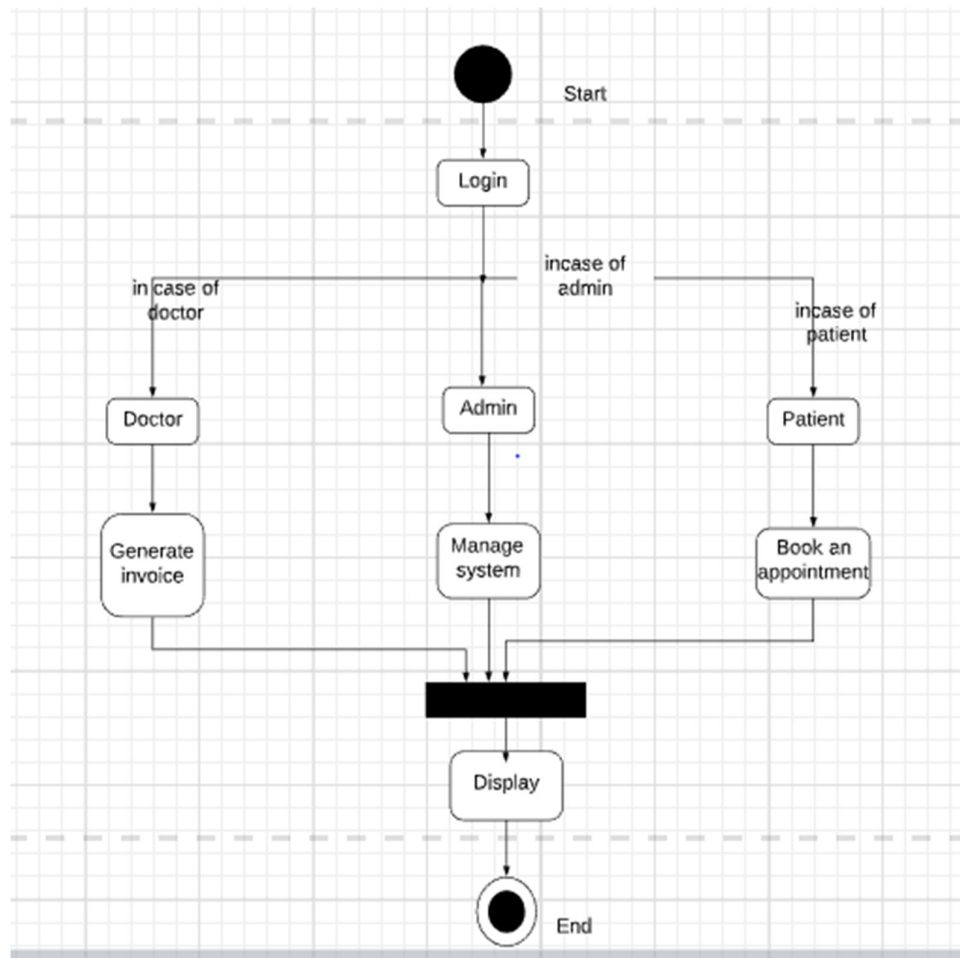 Start
Login
incase of
admin
in case of
doctor
incase of
patient
Admin
Doctor
Patient
Generate
invoice
Manage
system
Book an
appointment
Display
End